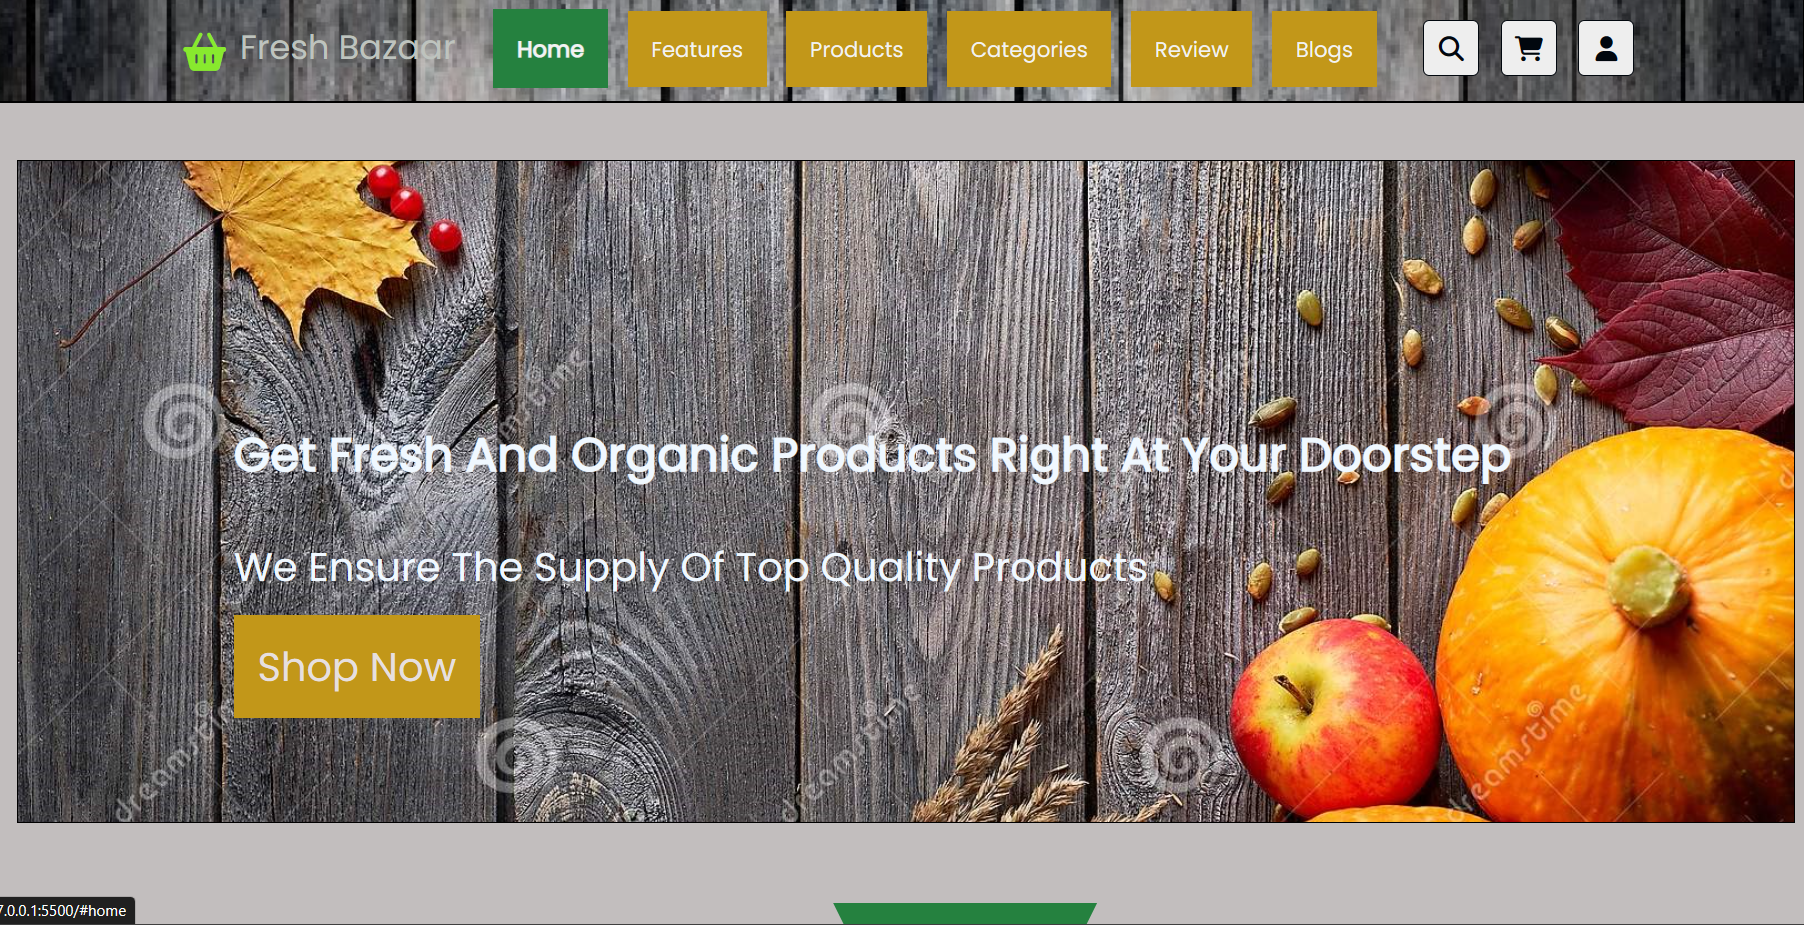 Fresh Bazaar
Home
Features
Products
Categories
Review
Blogs
dreamstime
dreamstime
Get Fresh And Organic Products Right At Your Doorstep
We Ensure The Supply Of Top Quality Products
Shop Now
dreamstime
dreamstime
dreamstime
7.0.0.1:5500/#home